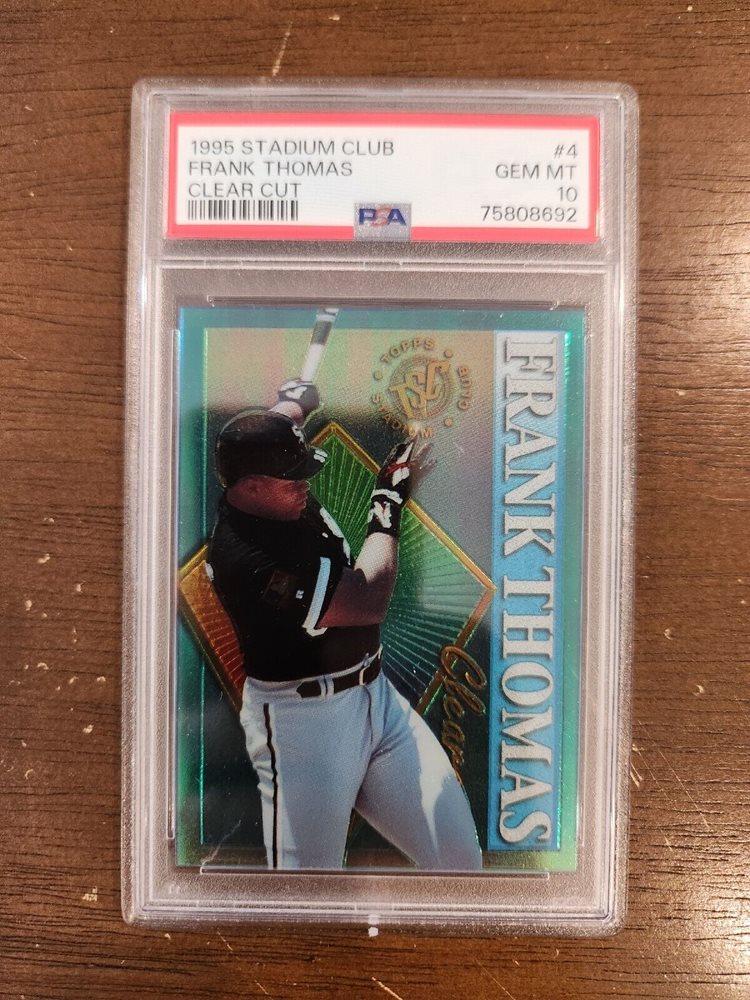 1995 STADIUM CLUB #4
FRANK THOMAS GEM MT
CLEAR CUT 10
75808692
PSA
• TOPPS •
STADIUM • CLUB •
TSC
FRANK THOMAS
Clear